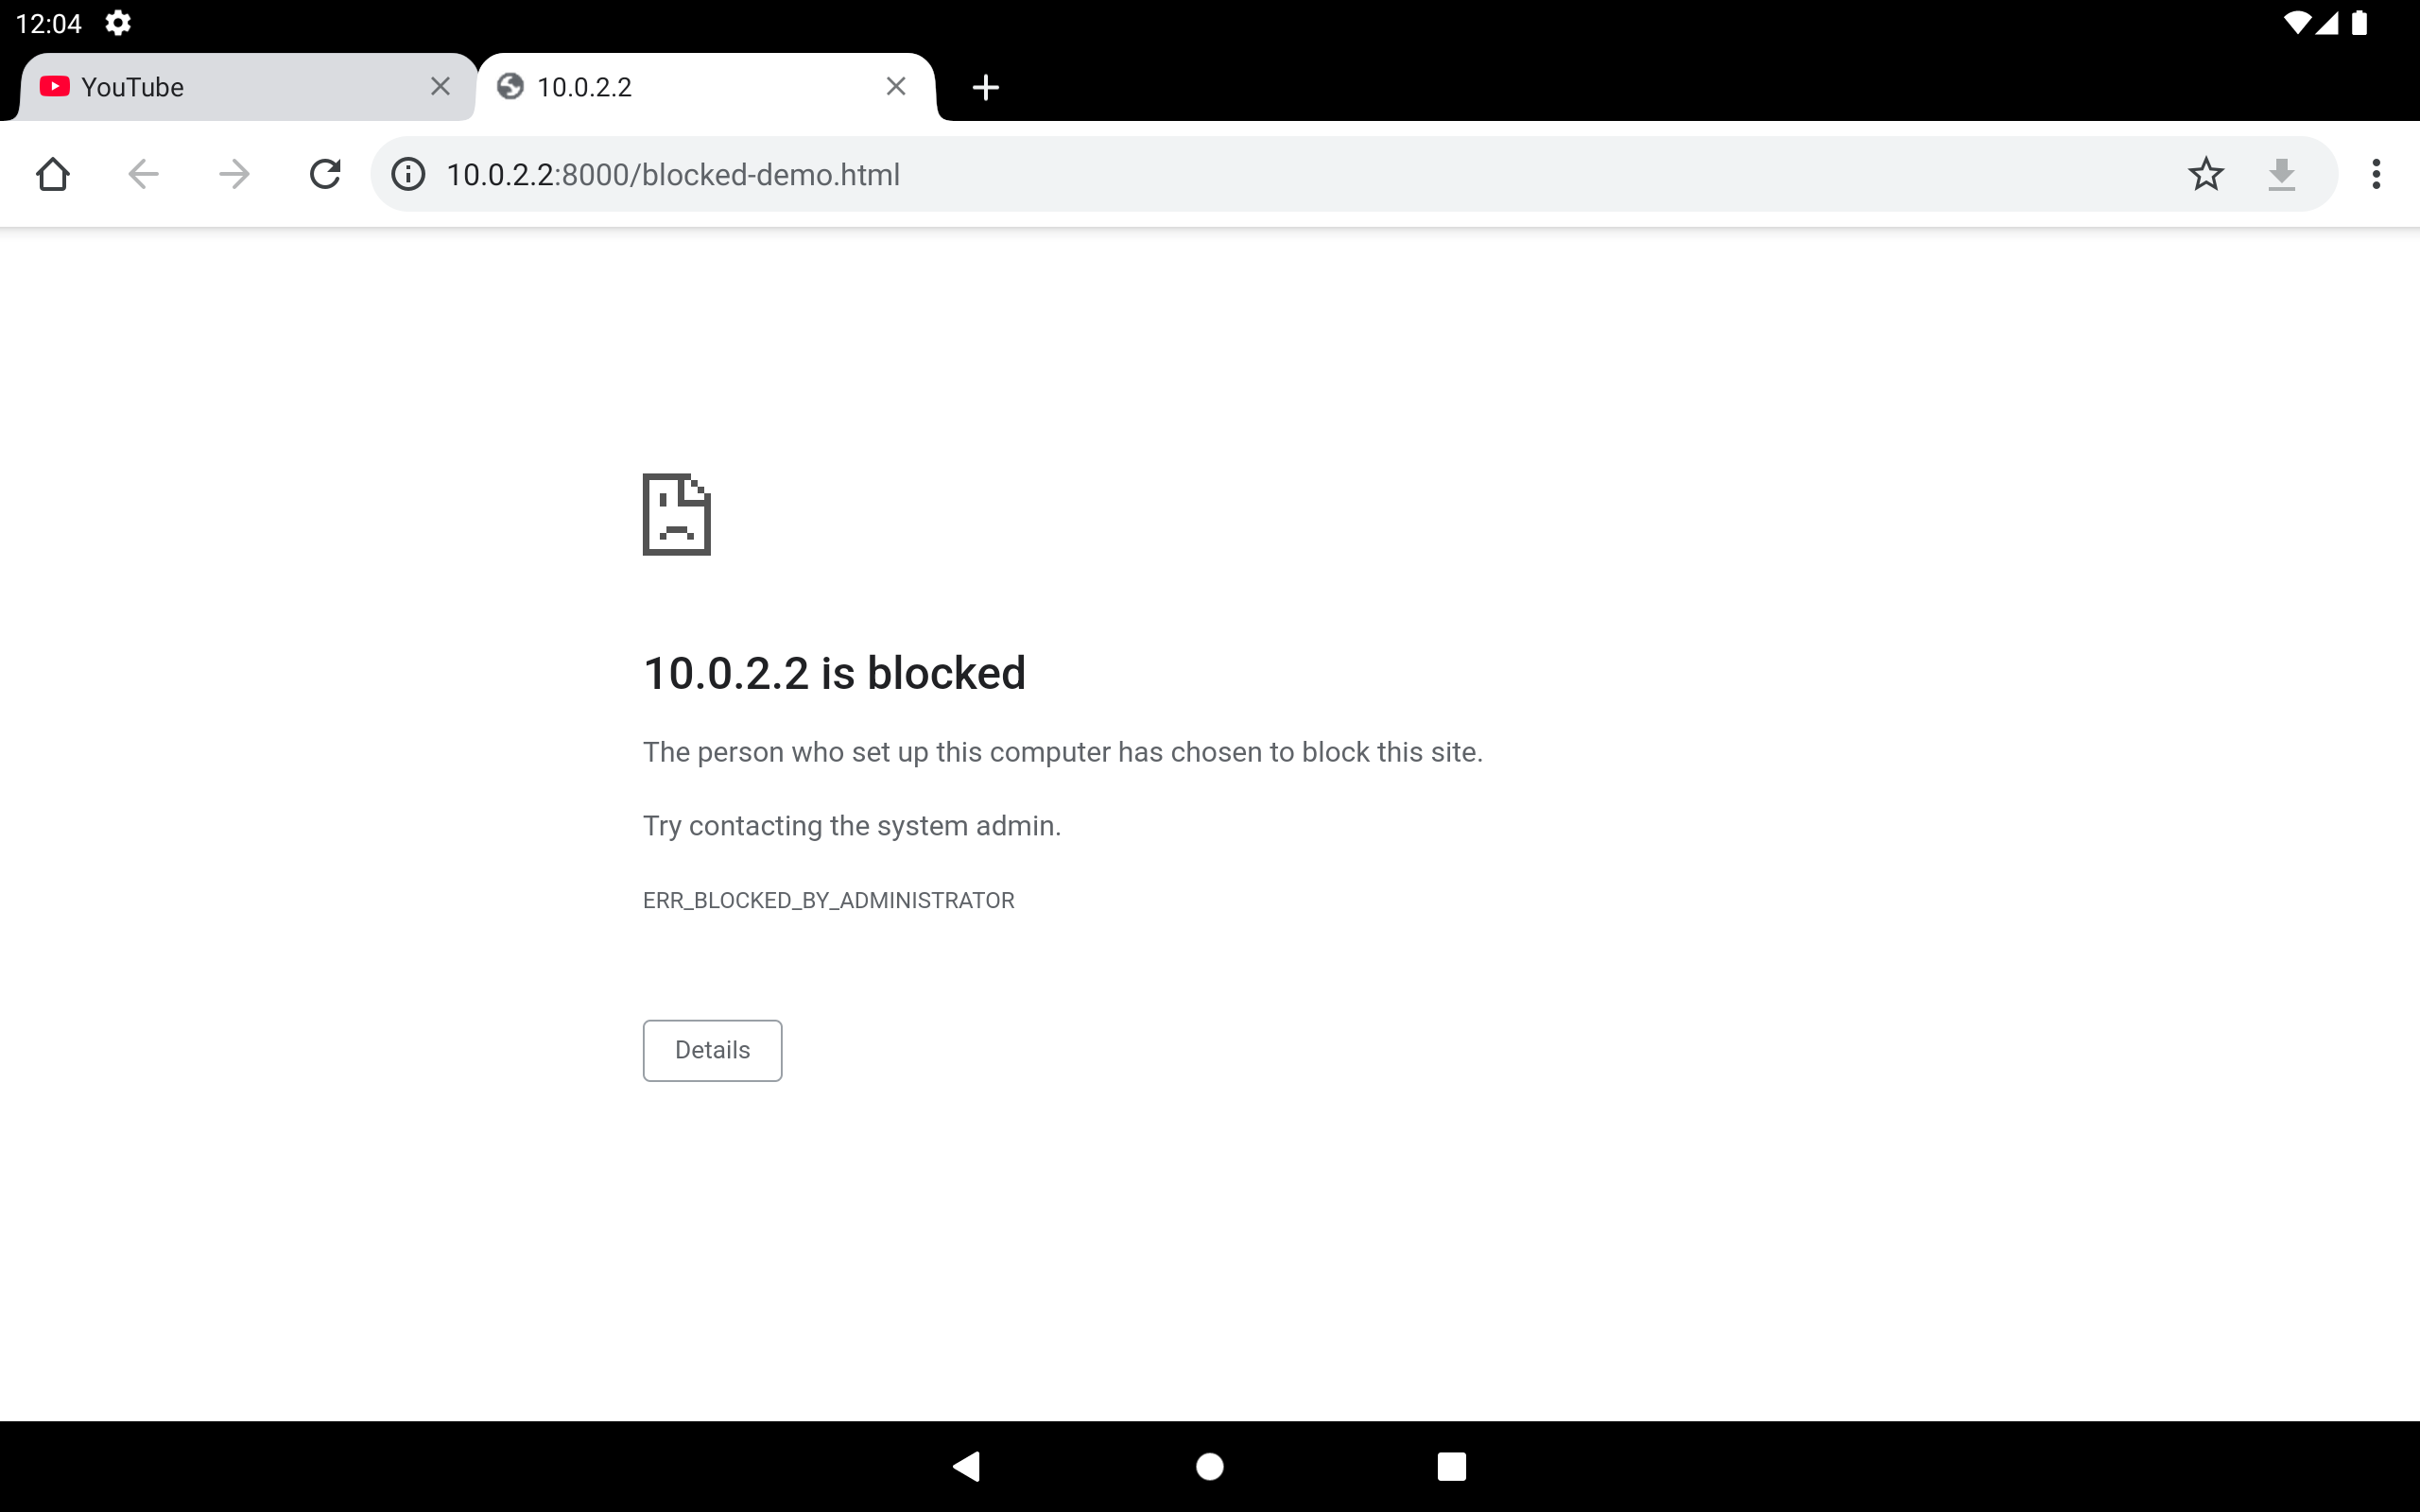 12:04
YouTube
10.0.2.2
10.0.2.2:8000/blocked-demo.html
10.0.2.2 is blocked
The person who set up this computer has chosen to block this site.
Try contacting the system admin.
ERR_BLOCKED_BY_ADMINISTRATOR
Details